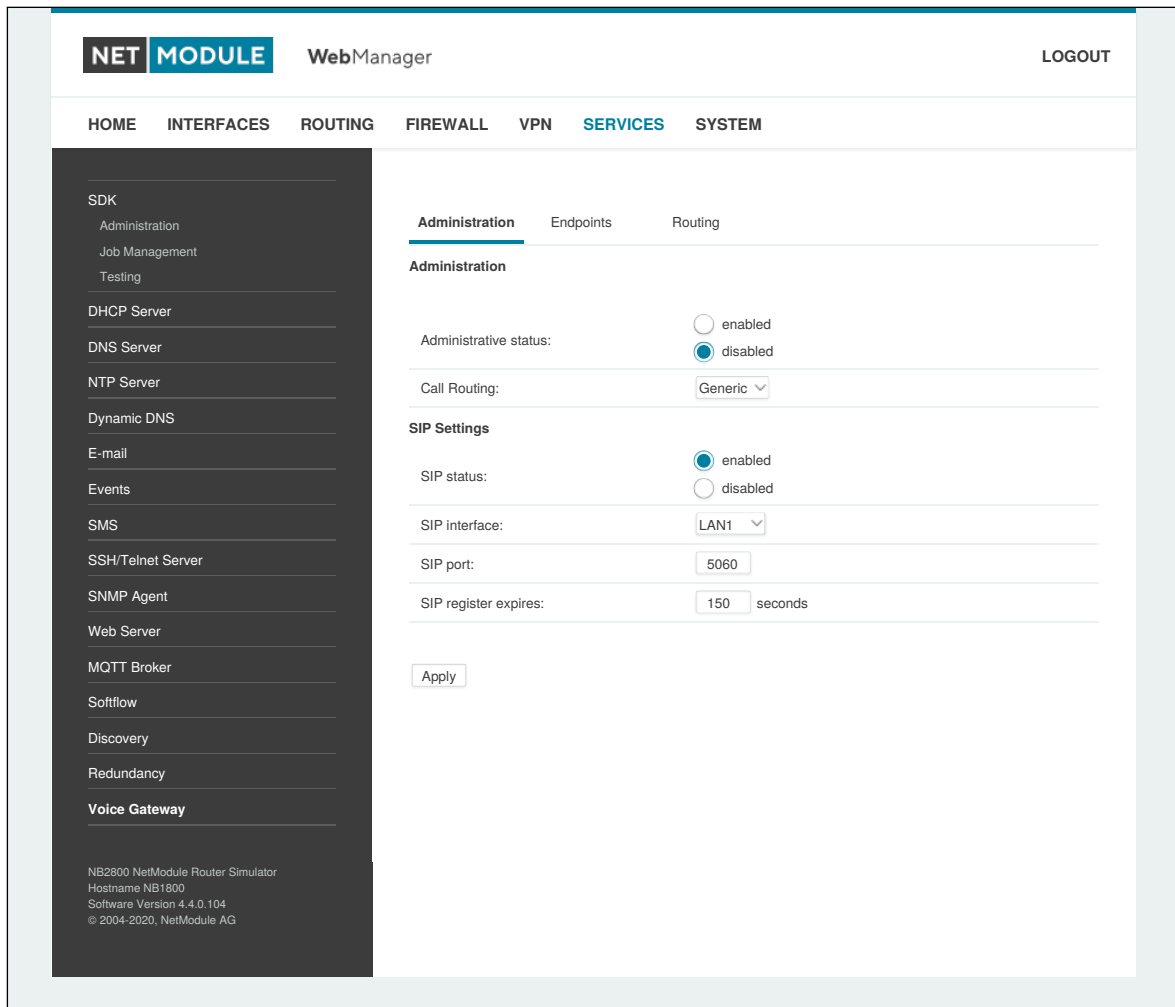 NET MODULE WebManager LOGOUT
HOME INTERFACES ROUTING FIREWALL VPN SERVICES SYSTEM
SDK
Administration
Job Management
Testing
DHCP Server
DNS Server
NTP Server
Dynamic DNS
E-mail
Events
SMS
SSH/Telnet Server
SNMP Agent
Web Server
MQTT Broker
Softflow
Discovery
Redundancy
Voice Gateway
NB2800 NetModule Router Simulator
Hostname NB1800
Software Version 4.4.0.104
© 2004-2020, NetModule AG
Administration Endpoints Routing
Administration
Administrative status:
enabled
disabled
Call Routing: Generic
SIP Settings
SIP status:
enabled
disabled
SIP interface: LAN1
SIP port: 5060
SIP register expires: 150 seconds
Apply